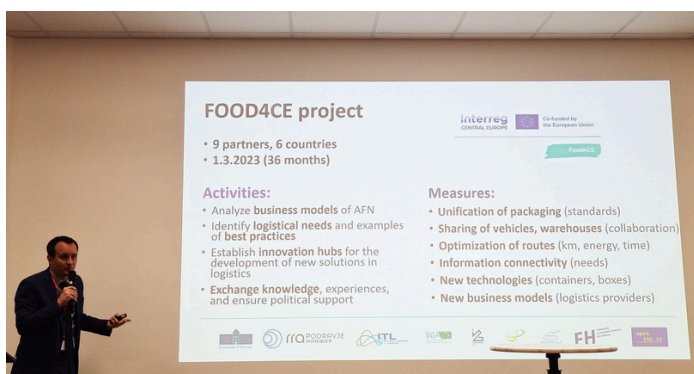 FOOD4CE project
Interreg
CENTRAL EUROPE
Co-funded by
the European Union
Food4CE
• 9 partners, 6 countries
• 1.3.2023 (36 months)
Activities:
• Analyze business models of AFN
• Identify logistical needs and examples
of best practices
• Establish innovation hubs for the
development of new solutions in
logistics
• Exchange knowledge, experiences,
and ensure political support
Measures:
• Unification of packaging (standards)
• Sharing of vehicles, warehouses (collaboration)
• Optimization of routes (km, energy, time)
• Information connectivity (needs)
• New technologies (containers, boxes)
• New business models (logistics providers)
rra PODRAVJE
MARIBOR
ITL
FH